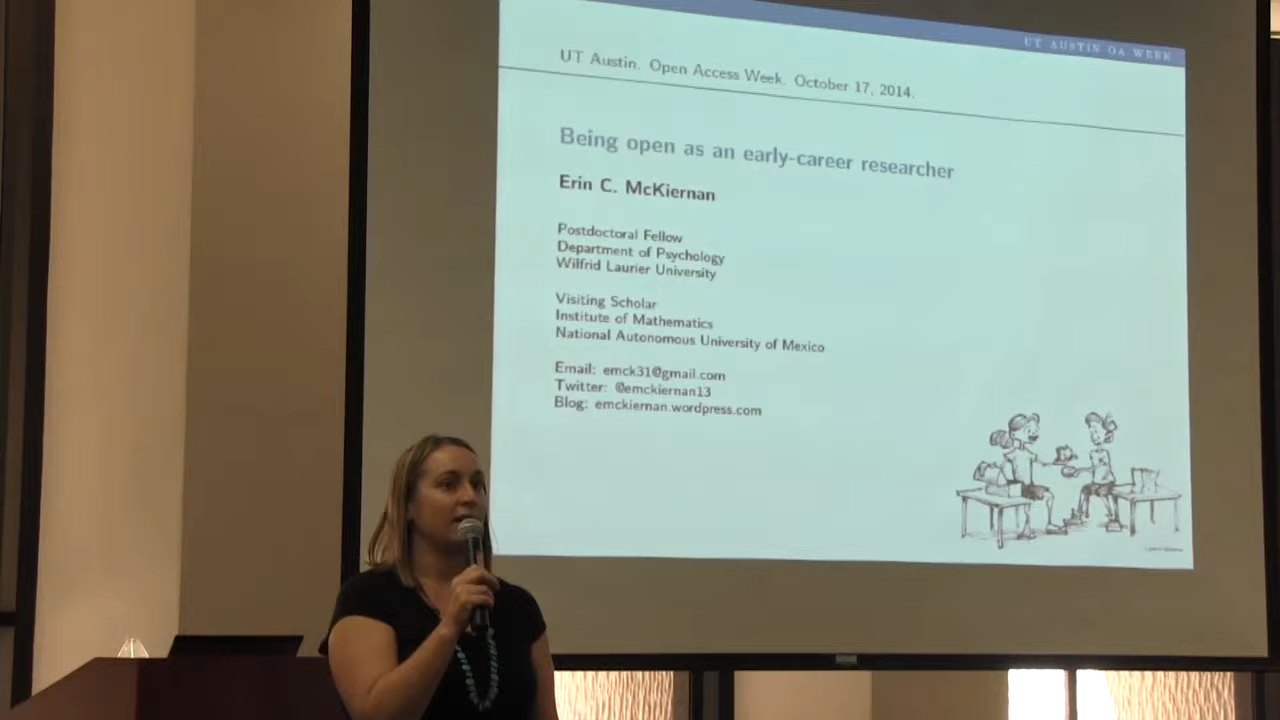 UT AUSTIN OA WEEK
UT Austin. Open Access Week. October 17, 2014.
Being open as an early-career researcher
Erin C. McKiernan
Postdoctoral Fellow
Department of Psychology
Wilfrid Laurier University
Visiting Scholar
Institute of Mathematics
National Autonomous University of Mexico
Email: emck31@gmail.com
Twitter: @emckiernan13
Blog: emckiernan.wordpress.com